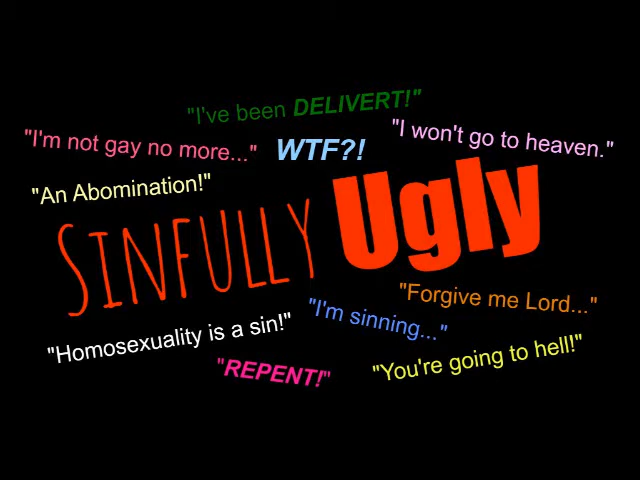 "I've been DELIVERT!"
"I'm not gay no more..."
WTF?!
"I won't go to heaven."
"An Abomination!"
SINFULLY Ugly
"Forgive me Lord..."
"I'm sinning..."
"Homosexuality is a sin!"
"REPENT!"
"You're going to hell!"